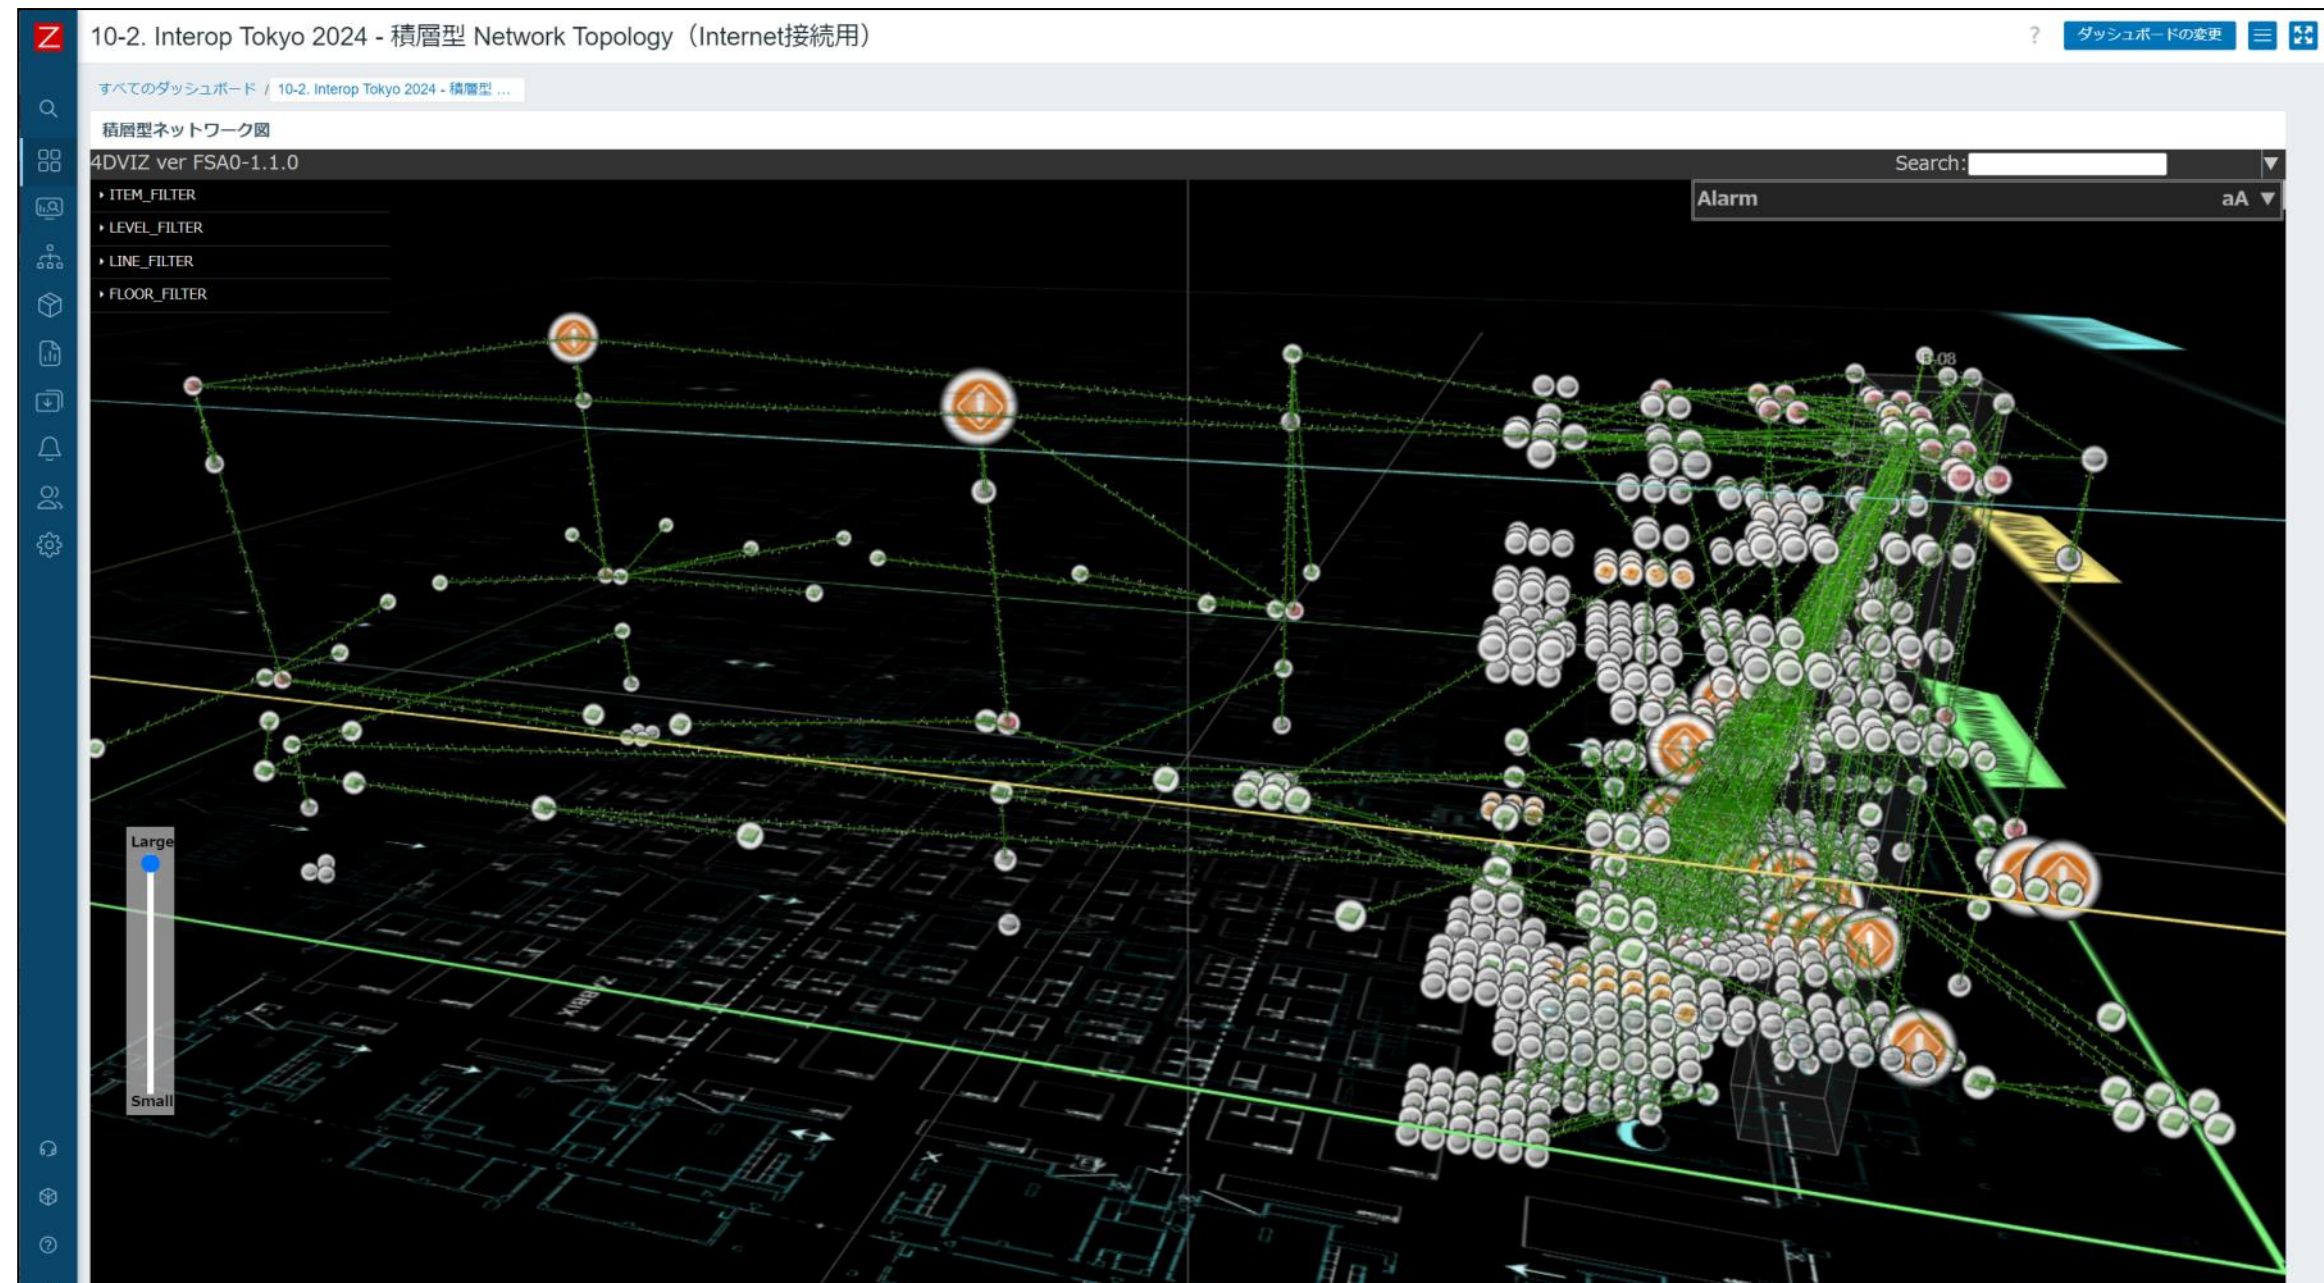 Z
10-2. Interop Tokyo 2024 - 積層型 Network Topology（Internet接続用）
?
ダッシュボードの変更
すべてのダッシュボード / 10-2. Interop Tokyo 2024 - 積層型 ...
積層型ネットワーク図
4DVIZ ver FSA0-1.1.0
Search:
ITEM_FILTER
LEVEL_FILTER
LINE_FILTER
FLOOR_FILTER
Alarm aA ▼
Large
Small
ZABBIX